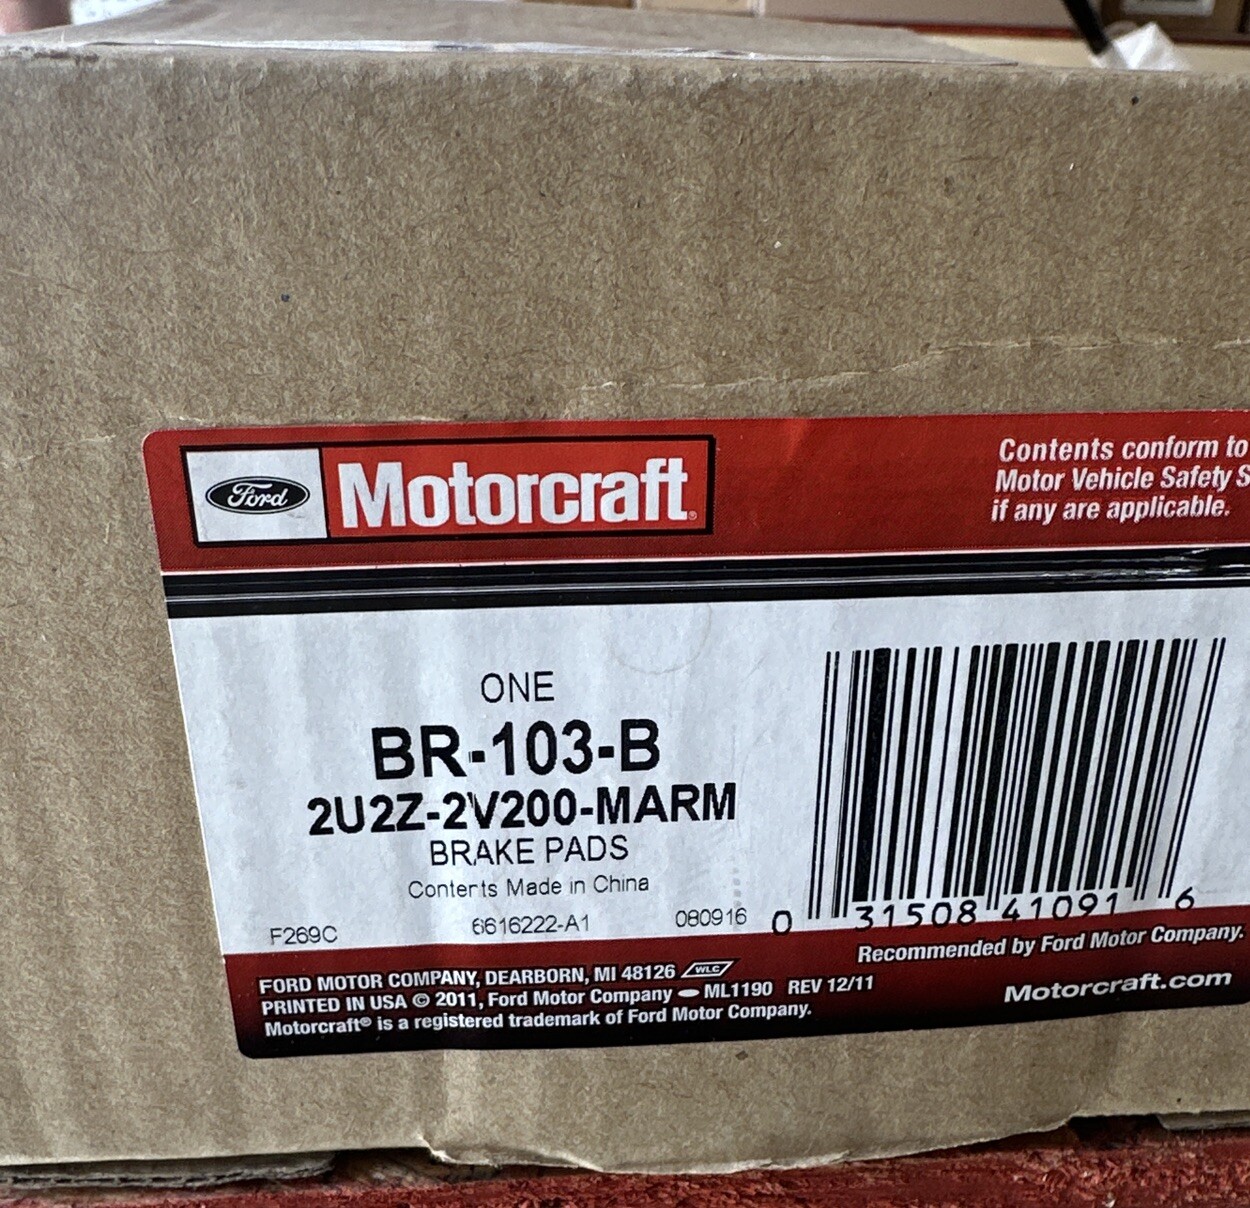 Ford
Motorcraft®
Contents conform to
Motor Vehicle Safety S
if any are applicable.
ONE
BR-103-B
2U2Z-2V200-MARM
BRAKE PADS
Contents Made in China
F269C 6616222-A1 080916
0 31508 41091 6
Recommended by Ford Motor Company.
Motorcraft.com
FORD MOTOR COMPANY, DEARBORN, MI 48126 WLC
PRINTED IN USA © 2011, Ford Motor Company ML1190 REV 12/11
Motorcraft® is a registered trademark of Ford Motor Company.